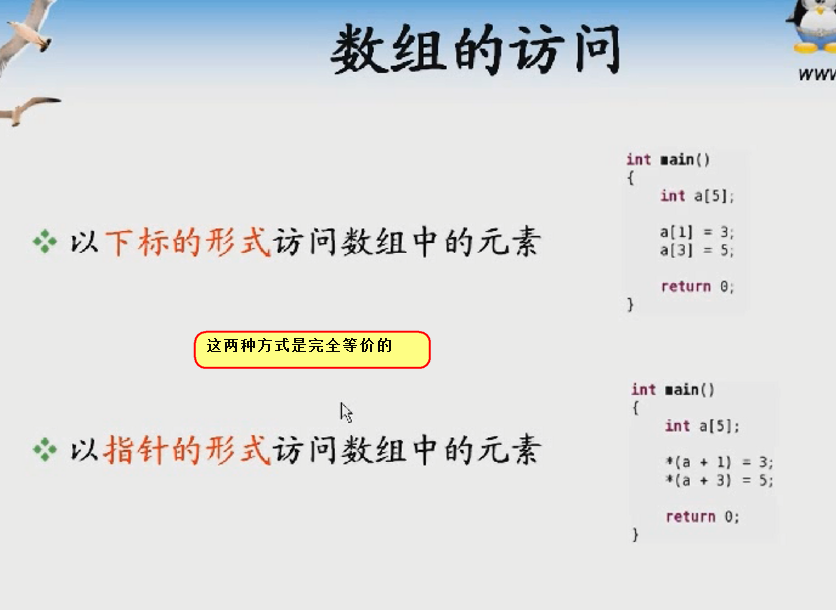 数组的访问
www
int main()
{
int a[5];
a[1] = 3;
a[3] = 5;
return 0;
}
以下标的形式访问数组中的元素
这两种方式是完全等价的
int main()
{
int a[5];
*(a + 1) = 3;
*(a + 3) = 5;
return 0;
}
以指针的形式访问数组中的元素